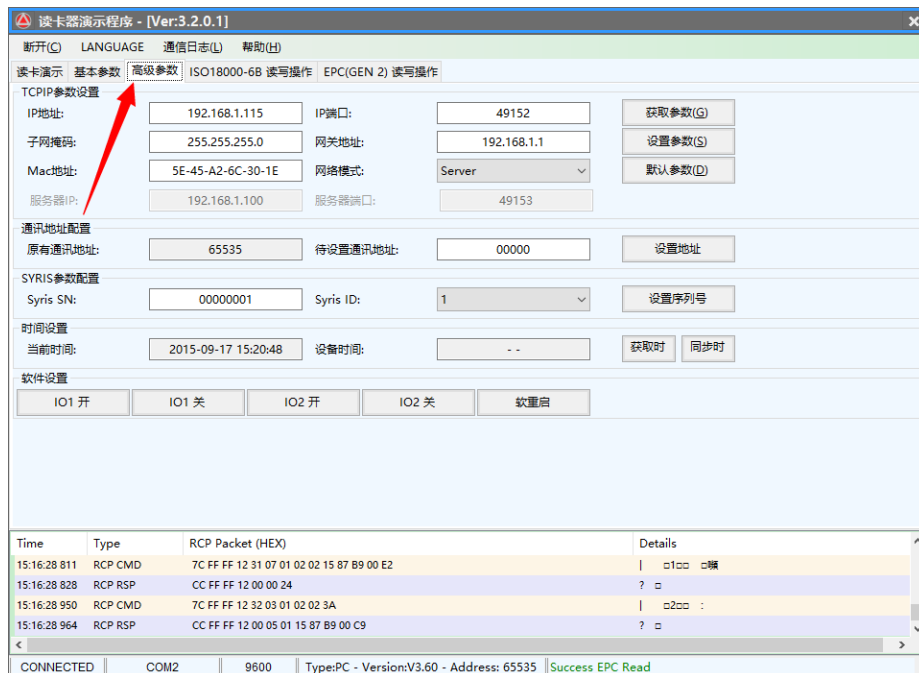 读卡器演示程序 - [Ver:3.2.0.1]
断开(C) LANGUAGE 通信日志(L) 帮助(H)
读卡演示 基本参数 高级参数 ISO18000-6B 读写操作 EPC(GEN 2) 读写操作
TCPIP参数设置
IP地址: 192.168.1.115 IP端口: 49152 获取参数(G)
子网掩码: 255.255.255.0 网关地址: 192.168.1.1 设置参数(S)
Mac地址: 5E-45-A2-6C-30-1E 网络模式: Server 默认参数(D)
服务器IP: 192.168.1.100 服务器端口: 49153
通讯地址配置
原有通讯地址: 65535 待设置通讯地址: 00000 设置地址
SYRIS参数配置
Syris SN: 00000001 Syris ID: 1 设置序列号
时间设置
当前时间: 2015-09-17 15:20:48 设备时间: - - 获取时 同步时
软件设置
IO1 开 IO1 关 IO2 开 IO2 关 软重启
Time Type RCP Packet (HEX) Details
15:16:28 811 RCP CMD 7C FF FF 12 31 07 01 02 02 15 87 B9 00 E2 | □1□□ □
15:16:28 828 RCP RSP CC FF FF 12 00 00 24 ? □
15:16:28 950 RCP CMD 7C FF FF 12 32 03 01 02 02 3A | □2□□ :
15:16:28 964 RCP RSP CC FF FF 12 00 05 01 15 87 B9 00 C9 ? □
CONNECTED COM2 9600 Type:PC - Version:V3.60 - Address: 65535 Success EPC Read